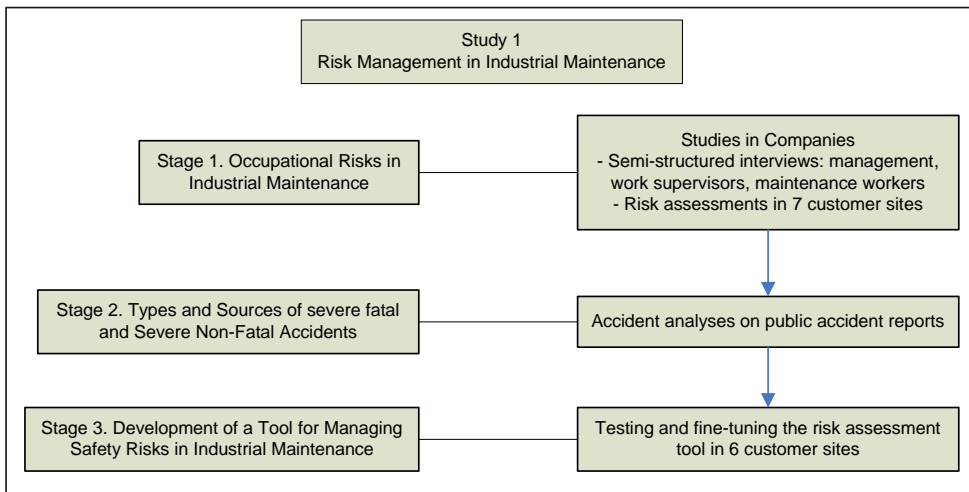 Study 1
Risk Management in Industrial Maintenance
Stage 1. Occupational Risks in
Industrial Maintenance
Studies in Companies
- Semi-structured interviews: management,
work supervisors, maintenance workers
- Risk assessments in 7 customer sites
Stage 2. Types and Sources of severe fatal
and Severe Non-Fatal Accidents
Accident analyses on public accident reports
Stage 3. Development of a Tool for Managing
Safety Risks in Industrial Maintenance
Testing and fine-tuning the risk assessment
tool in 6 customer sites